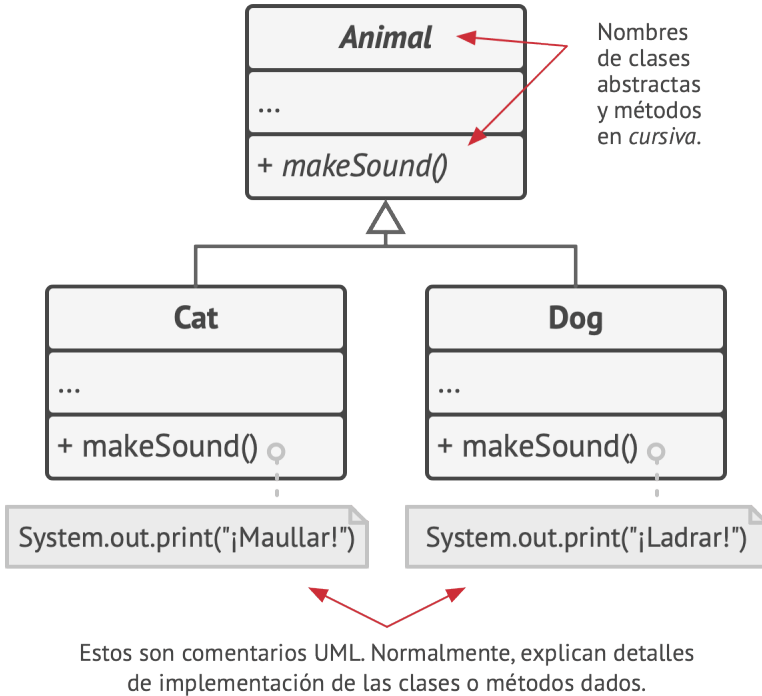 Animal
...
+ makeSound()
Nombres
de clases
abstractas
y métodos
en cursiva.
Cat
...
+ makeSound()
Dog
...
+ makeSound()
System.out.print("¡Maullar!")
System.out.print("¡Ladrar!")
Estos son comentarios UML. Normalmente, explican detalles
de implementación de las clases o métodos dados.